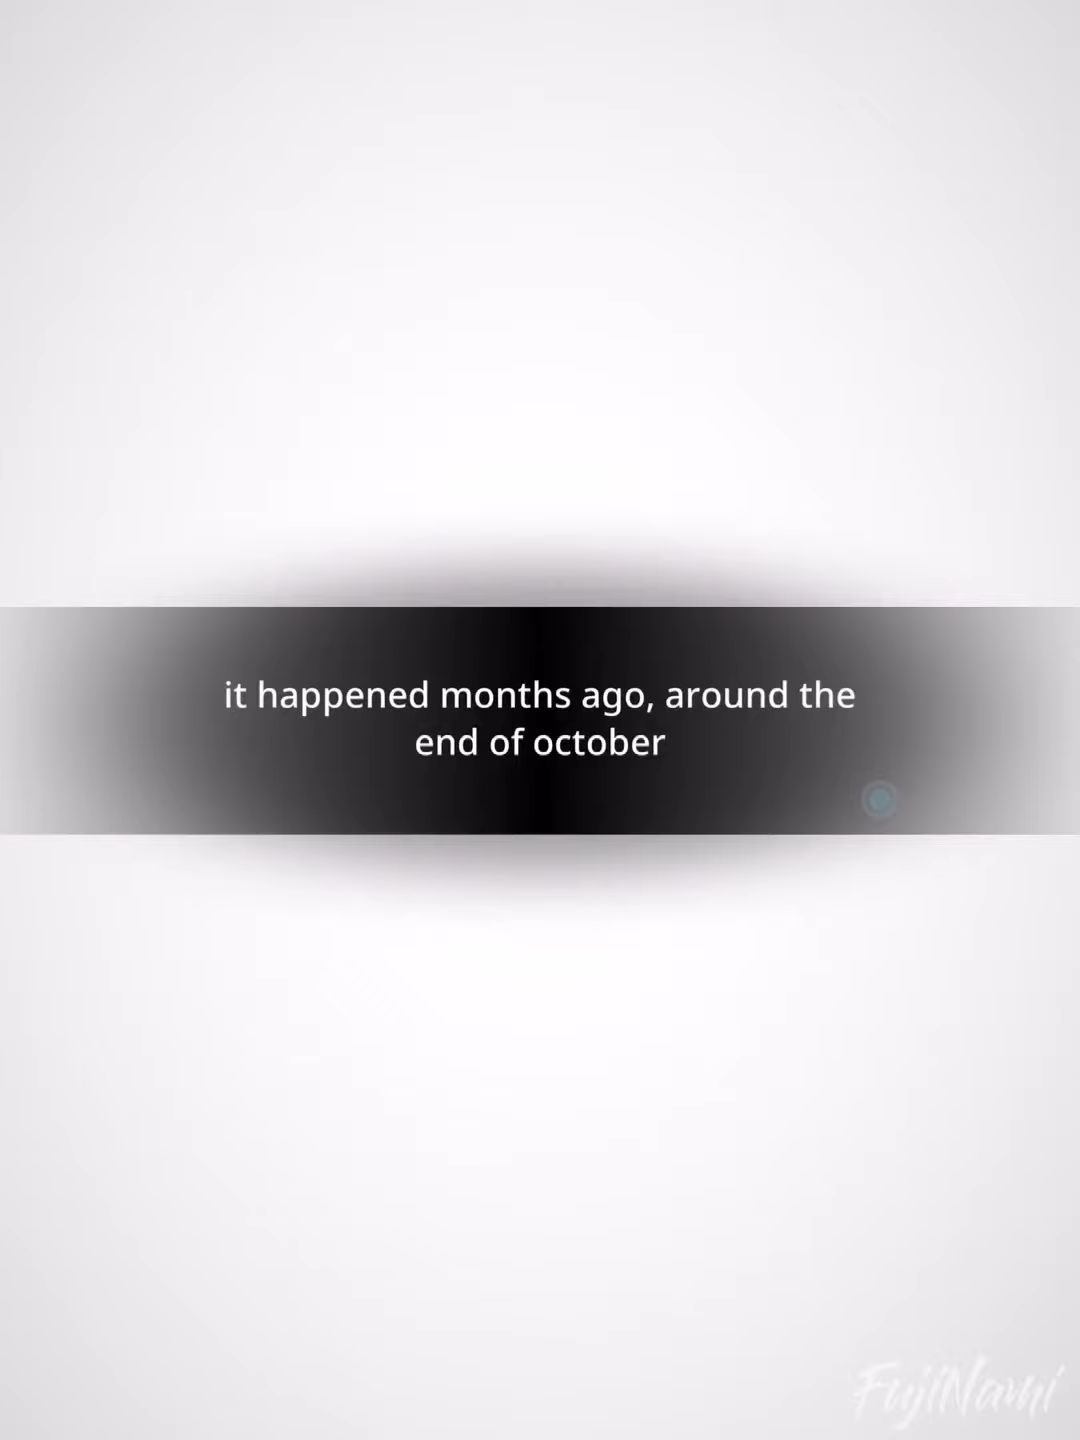 it happened months ago, around the
end of october
FujiNami